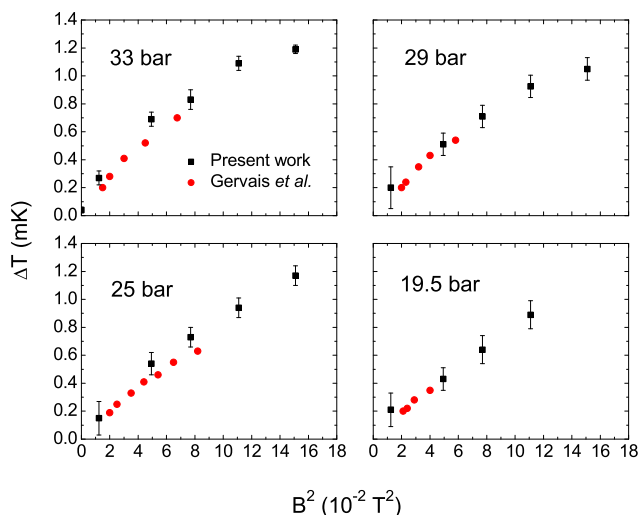 1.4
1.2
1.0
0.8
0.6
0.4
0.2
0.0
33 bar
Present work
Gervais et al.
29 bar
ΔT (mK)
1.4
1.2
1.0
0.8
0.6
0.4
0.2
0.0
25 bar
19.5 bar
0 2 4 6 8 10 12 14 16 18
0 2 4 6 8 10 12 14 16 18
B² (10⁻² T²)